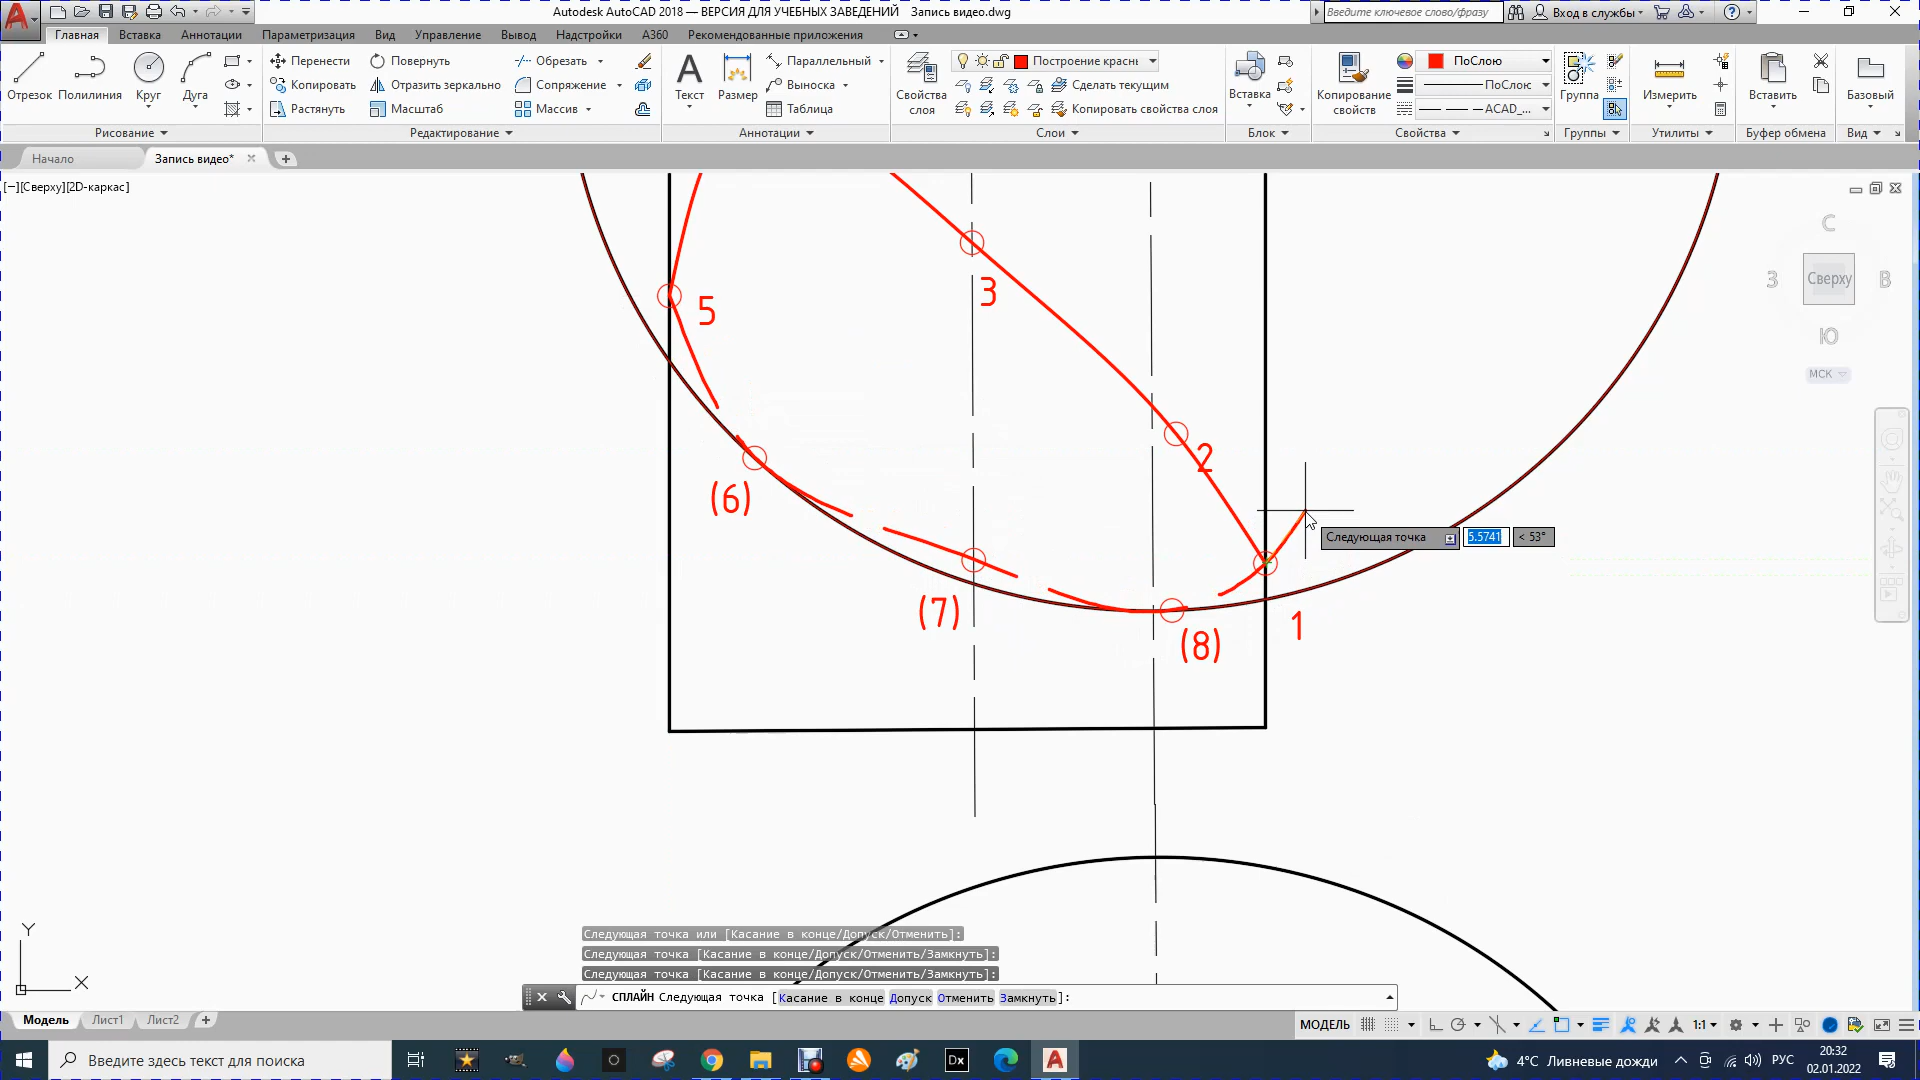 Autodesk AutoCAD 2018 — ВЕРСИЯ ДЛЯ УЧЕБНЫХ ЗАВЕДЕНИЙ Запись видео.dwg
Введите ключевое слово/фразу
Вход в службы
Главная Вставка Аннотации Параметризация Вид Управление Вывод Надстройки A360 Рекомендованные приложения
Отрезок Полилиния Круг Дуга
Перенести Повернуть Обрезать
Копировать Отразить зеркально Сопряжение
Растянуть Масштаб Массив
Текст Размер
Параллельный
Выноска
Таблица
Свойства слоя
Построение красны
Сделать текущим
Копировать свойства слоя
Вставка
Копирование свойств
ПоСлою
ПоСлою
ACAD_...
Группа
Измерить
Вставить
Базовый
Рисование Редактирование Аннотации Слои Блок Свойства Группы Утилиты Буфер обмена Вид
Начало Запись видео*
[−][Сверху][2D-каркас]
С
З Сверху В
Ю
МСК
3
5
2
(6)
(7)
(8)
1
Следующая точка 5.5741 < 53°
Y
X
Следующая точка или [Касание в конце/Допуск/Отменить]:
Следующая точка [Касание в конце/Допуск/Отменить/Замкнуть]:
Следующая точка [Касание в конце/Допуск/Отменить/Замкнуть]:
СПЛАЙН Следующая точка [Касание в конце Допуск Отменить Замкнуть]:
Модель Лист1 Лист2
МОДЕЛЬ 1:1
Введите здесь текст для поиска
Dx
4°C Ливневые дожди
РУС
20:32
02.01.2022